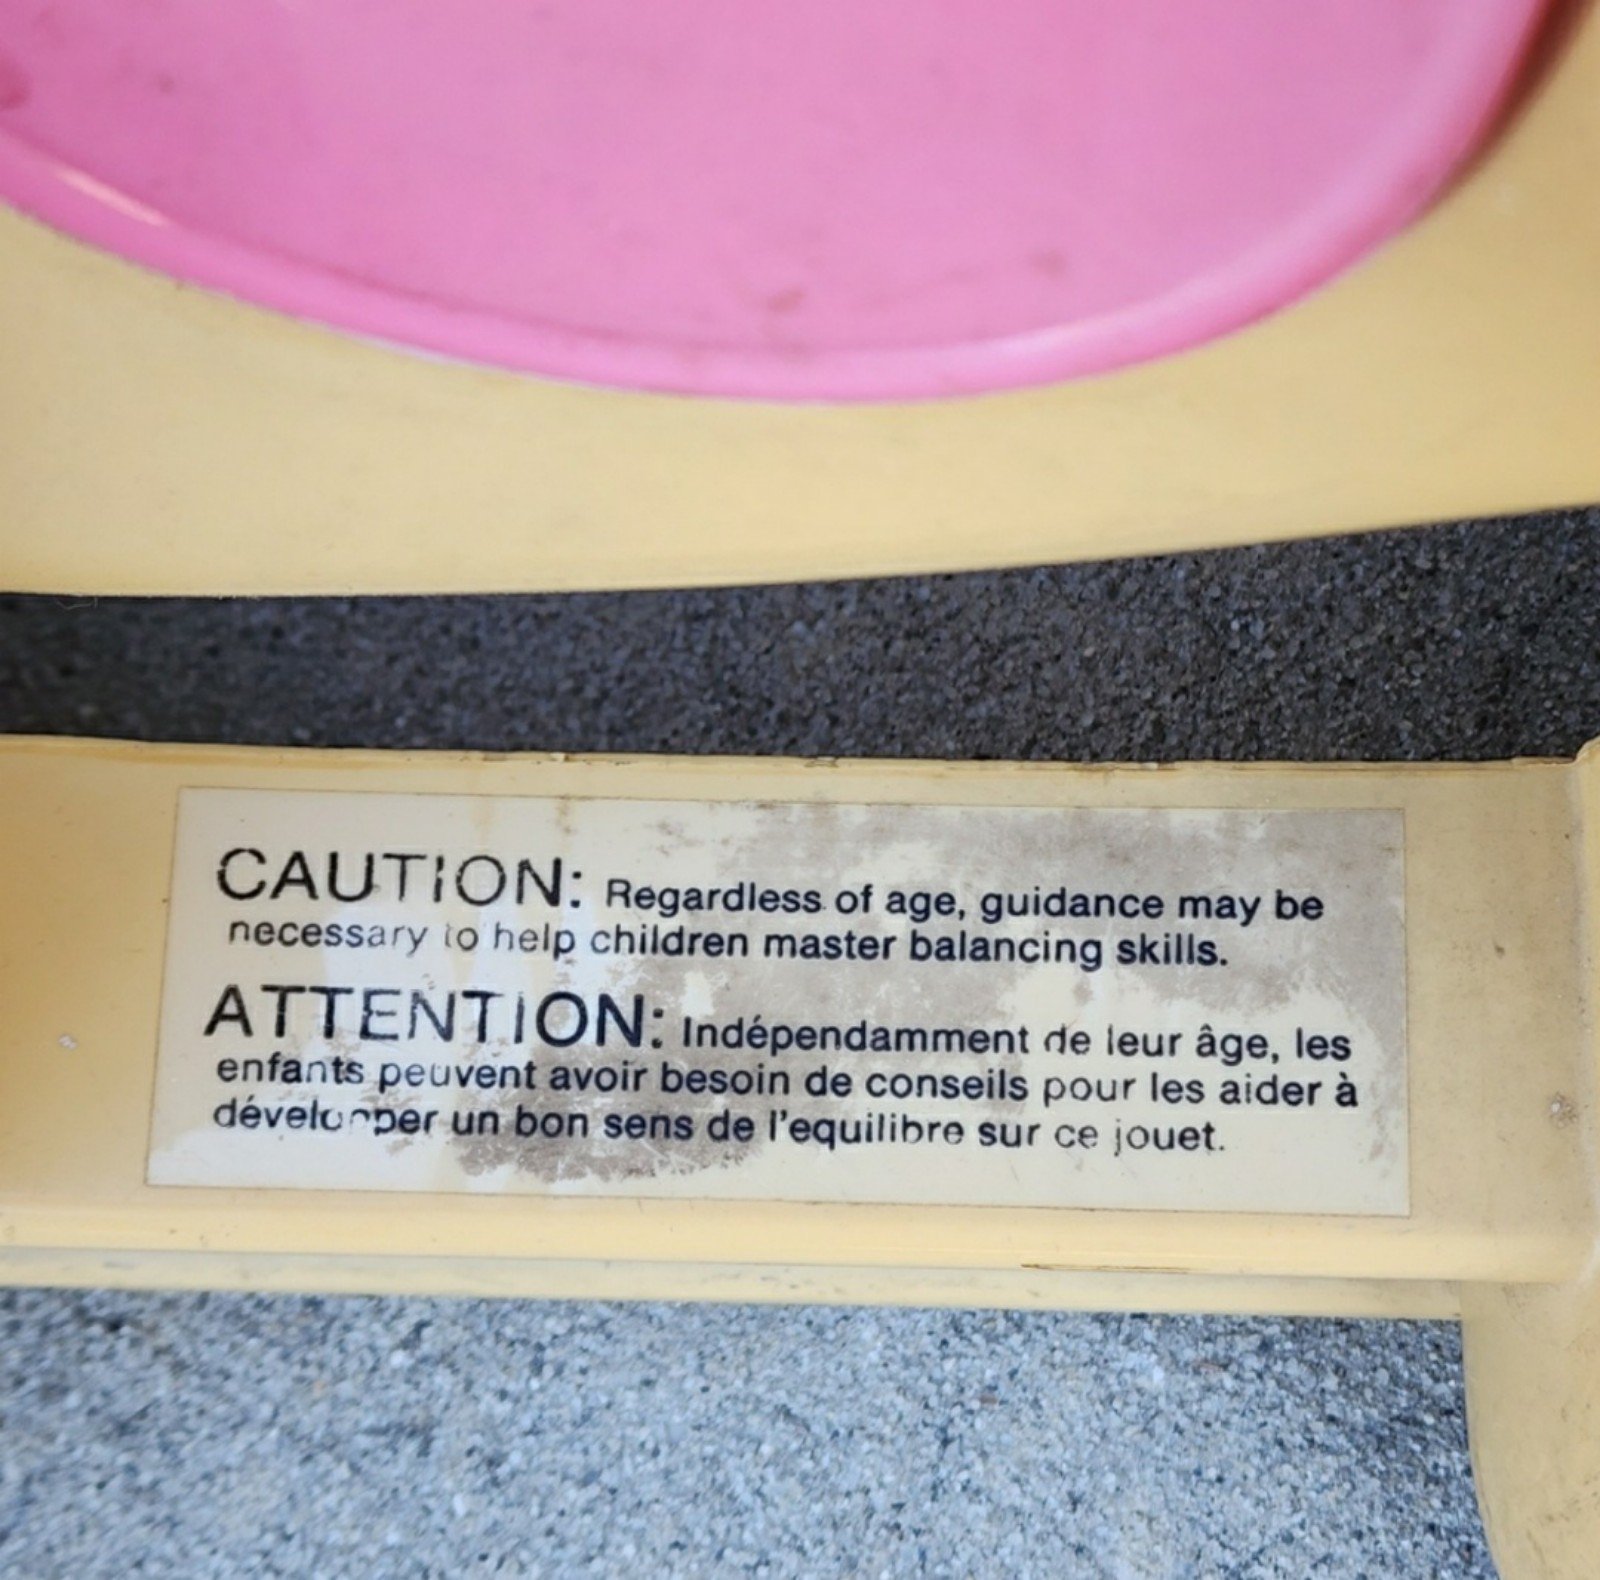 CAUTION: Regardless of age, guidance may be
necessary to help children master balancing skills.
ATTENTION: Indépendamment de leur âge, les
enfants peuvent avoir besoin de conseils pour les aider à
développer un bon sens de l'equilibre sur ce jouet.